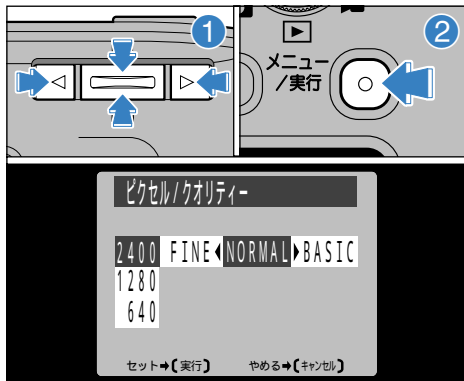 1
2
メニュー
/実行
ピクセル/クオリティー
2400 FINE NORMAL BASIC
1280
640
セット➡〔実行〕 やめる➡〔キャンセル〕